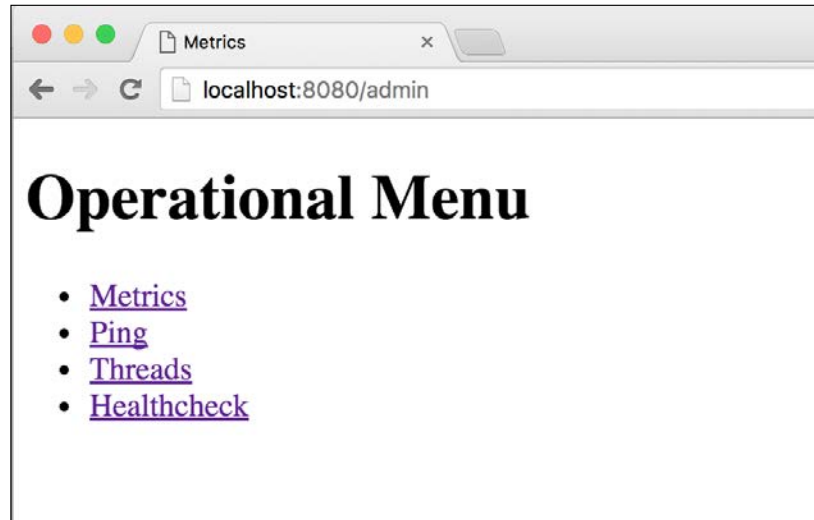 Metrics
localhost:8080/admin
Operational Menu
Metrics
Ping
Threads
Healthcheck